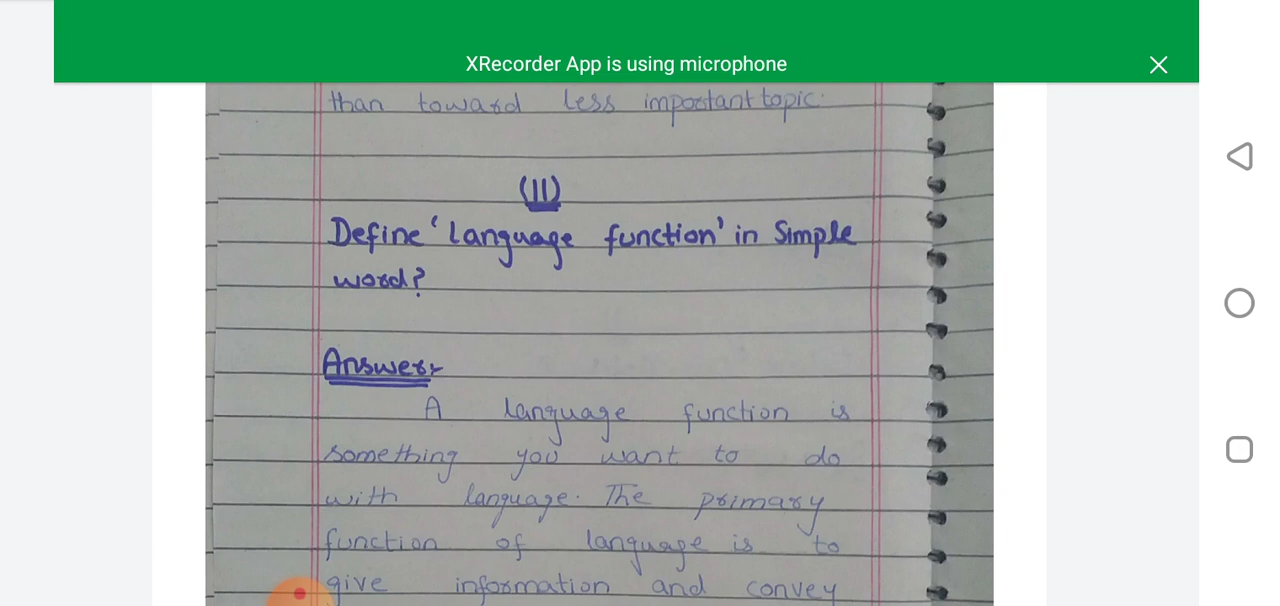 XRecorder App is using microphone
than toward less important topic.
(11)
Define 'language function' in Simple
word?
Answer:-
A language function is
something you want to do
with language. The primary
function of language is to
give information and convey